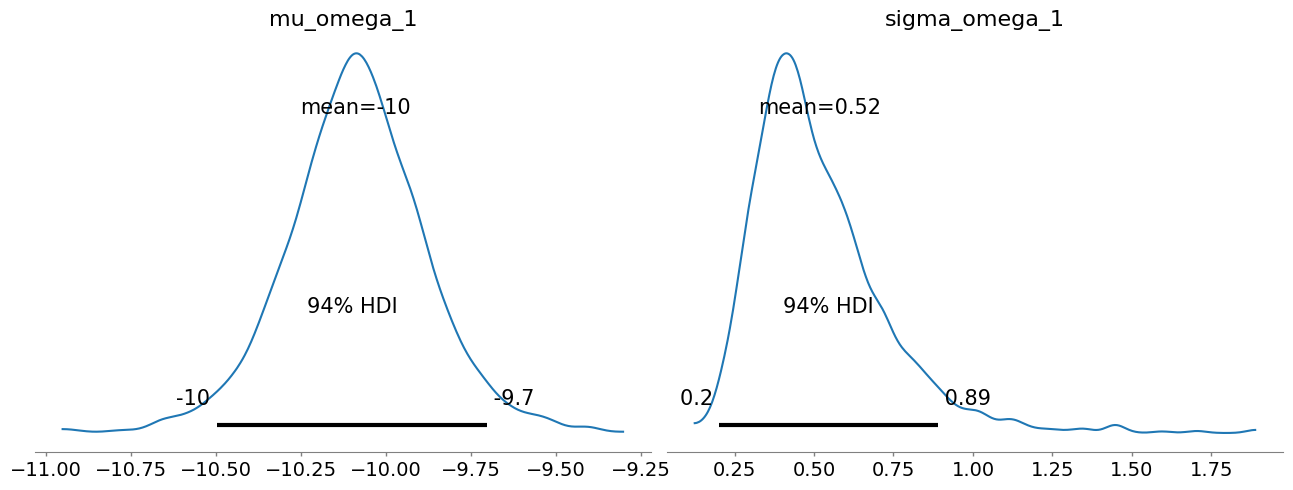 mu_omega_1
mean=-10
94% HDI
-10
-9.7
−11.00 −10.75 −10.50 −10.25 −10.00 −9.75 −9.50 −9.25
sigma_omega_1
mean=0.52
94% HDI
0.2
0.89
0.25 0.50 0.75 1.00 1.25 1.50 1.75